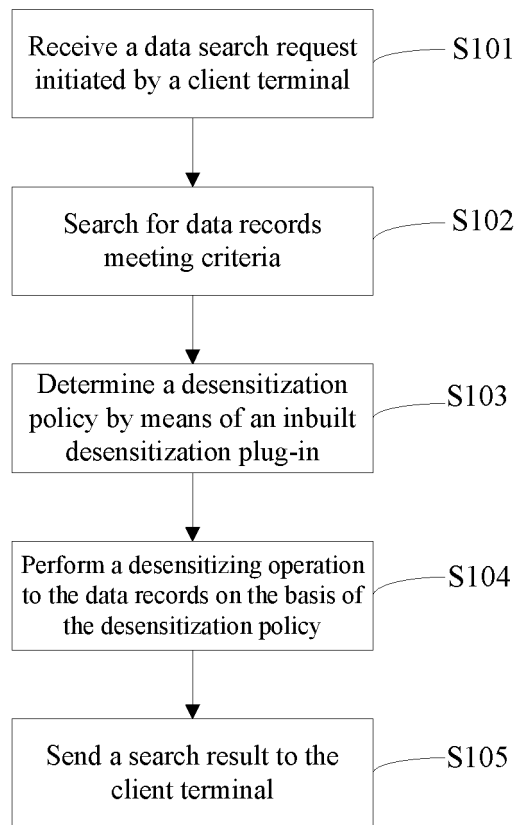 Receive a data search request
initiated by a client terminal
S101
Search for data records
meeting criteria
S102
Determine a desensitization
policy by means of an inbuilt
desensitization plug-in
S103
Perform a desensitizing operation
to the data records on the basis of
the desensitization policy
S104
Send a search result to the
client terminal
S105